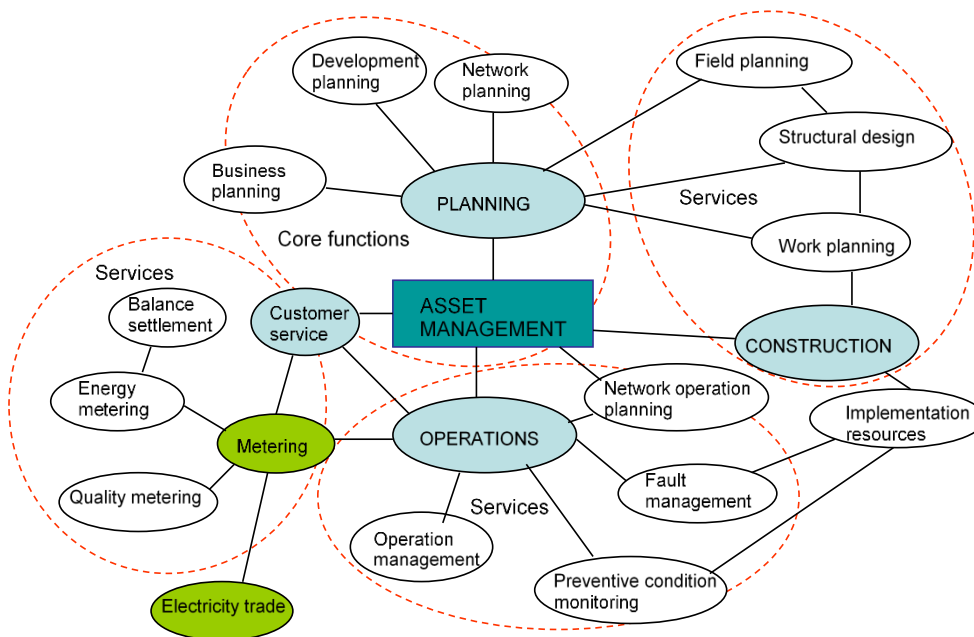 Development
planning
Network
planning
Field planning
Structural design
Business
planning
PLANNING
Services
Core functions
Work planning
Services
Balance
settlement
Customer
service
ASSET
MANAGEMENT
CONSTRUCTION
Energy
metering
Network operation
planning
Implementation
resources
Metering
OPERATIONS
Quality metering
Fault
management
Services
Operation
management
Preventive condition
monitoring
Electricity trade